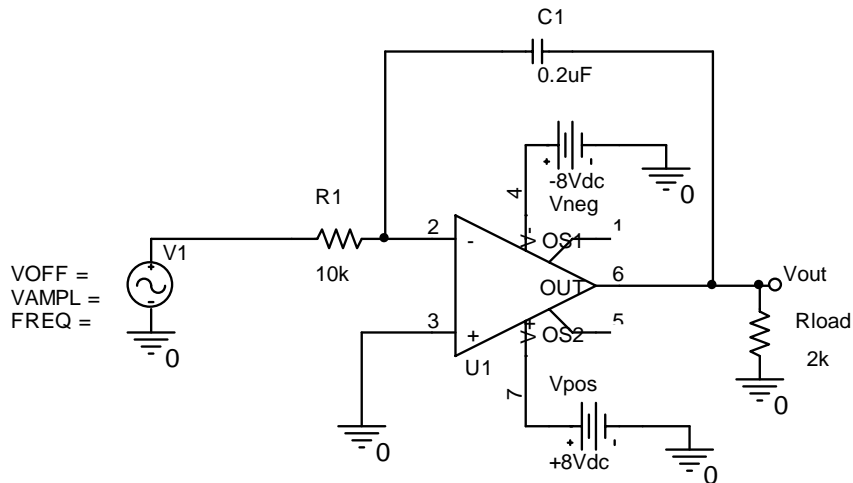 C1
0.2uF
-8Vdc
Vneg
0
4
R1
10k
2
-
V-
OS1
1
V1
VOFF =
VAMPL =
FREQ =
+
-
0
OUT
6
Vout
3
+
V+
OS2
5
U1
Rload
2k
0
7
Vpos
+
-
+8Vdc
0
0